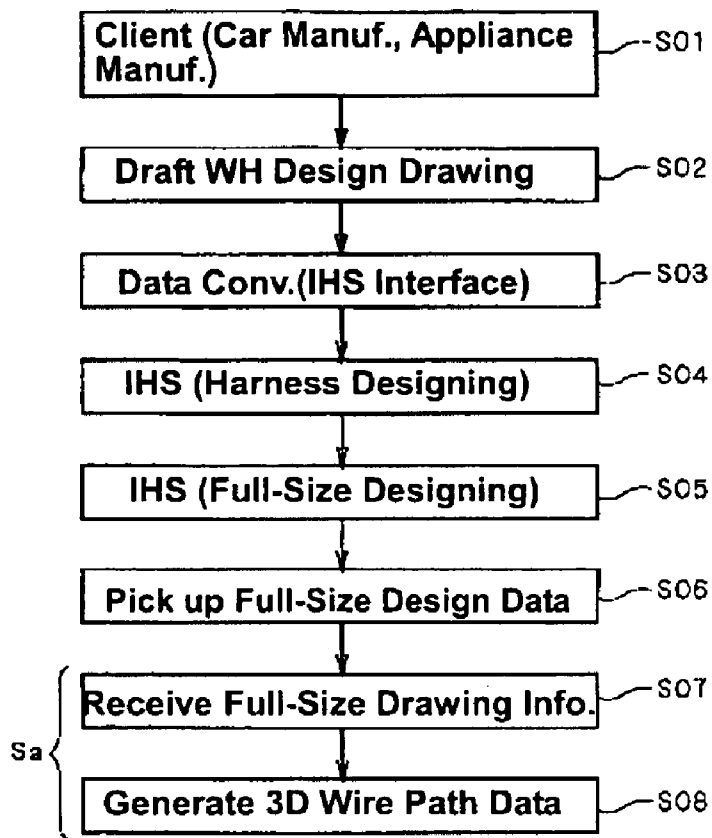 Client (Car Manuf., Appliance
Manuf.)
S01
Draft WH Design Drawing
S02
Data Conv.(IHS Interface)
S03
IHS (Harness Designing)
S04
IHS (Full-Size Designing)
S05
Pick up Full-Size Design Data
S06
Receive Full-Size Drawing Info.
S07
Sa
Generate 3D Wire Path Data
S08